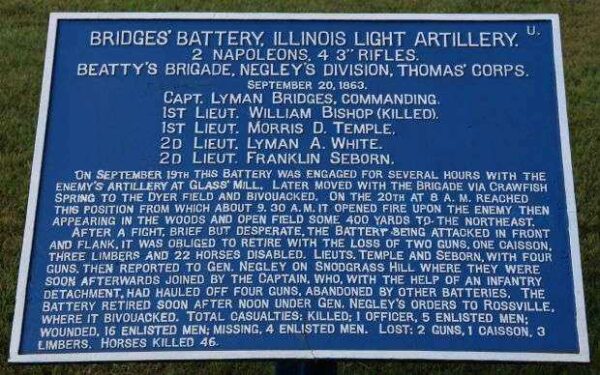 U.
BRIDGES' BATTERY, ILLINOIS LIGHT ARTILLERY.
2 NAPOLEONS, 4 3" RIFLES.
BEATTY'S BRIGADE, NEGLEY'S DIVISION, THOMAS' CORPS.
SEPTEMBER 20, 1863.
CAPT. LYMAN BRIDGES, COMMANDING.
1ST LIEUT. WILLIAM BISHOP (KILLED).
1ST LIEUT. MORRIS D. TEMPLE.
2D LIEUT. LYMAN A. WHITE.
2D LIEUT. FRANKLIN SEBORN.
ON SEPTEMBER 19TH THIS BATTERY WAS ENGAGED FOR SEVERAL HOURS WITH THE
ENEMY'S ARTILLERY AT GLASS' MILL. LATER MOVED WITH THE BRIGADE VIA CRAWFISH
SPRING TO THE DYER FIELD AND BIVOUACKED. ON THE 20TH AT 8 A. M. REACHED
THIS POSITION FROM WHICH ABOUT 9.30 A.M. IT OPENED FIRE UPON THE ENEMY THEN
APPEARING IN THE WOODS AND OPEN FIELD SOME 400 YARDS TO THE NORTHEAST.
AFTER A FIGHT, BRIEF BUT DESPERATE, THE BATTERY BEING ATTACKED IN FRONT
AND FLANK, IT WAS OBLIGED TO RETIRE WITH THE LOSS OF TWO GUNS, ONE CAISSON,
THREE LIMBERS AND 22 HORSES DISABLED. LIEUTS. TEMPLE AND SEBORN, WITH FOUR
GUNS, THEN REPORTED TO GEN. NEGLEY ON SNODGRASS HILL WHERE THEY WERE
SOON AFTERWARDS JOINED BY THE CAPTAIN, WHO, WITH THE HELP OF AN INFANTRY
DETACHMENT, HAD HAULED OFF FOUR GUNS, ABANDONED BY OTHER BATTERIES. THE
BATTERY RETIRED SOON AFTER NOON UNDER GEN. NEGLEY'S ORDERS TO ROSSVILLE,
WHERE IT BIVOUACKED. TOTAL CASUALTIES: KILLED; 1 OFFICER, 5 ENLISTED MEN;
WOUNDED, 16 ENLISTED MEN; MISSING, 4 ENLISTED MEN. LOST: 2 GUNS, 1 CAISSON, 3
LIMBERS. HORSES KILLED 46.